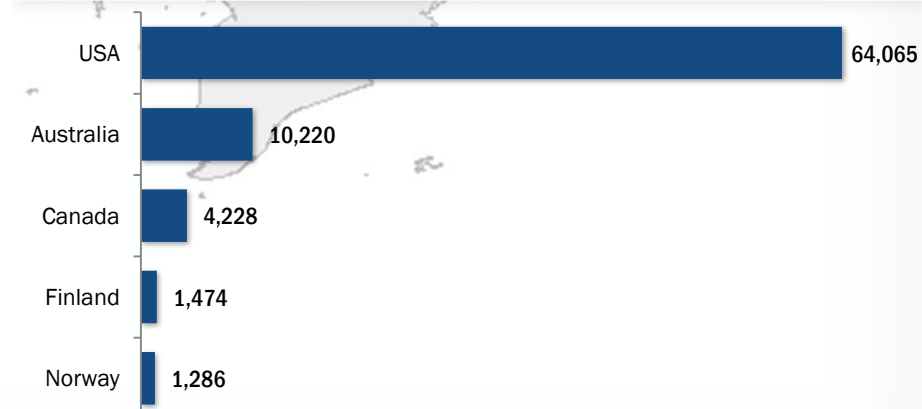 USA 64,065
Australia 10,220
Canada 4,228
Finland 1,474
Norway 1,286